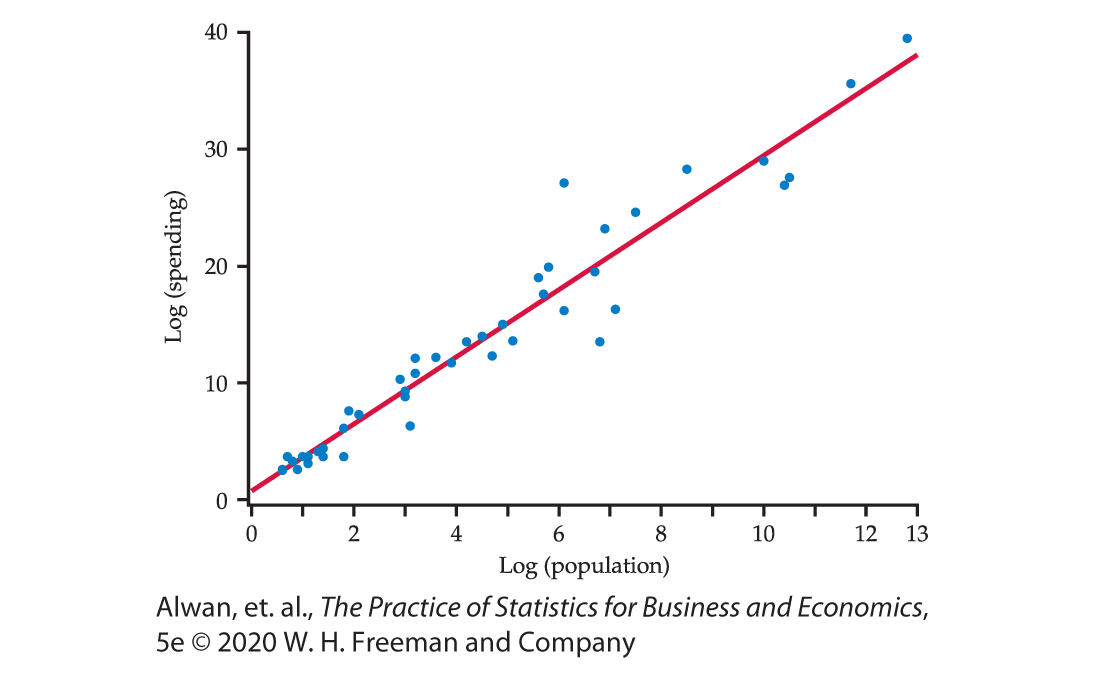 40
30
20
10
0
Log (spending)
0 2 4 6 8 10 12 13
Log (population)
Alwan, et. al., The Practice of Statistics for Business and Economics,
5e © 2020 W. H. Freeman and Company